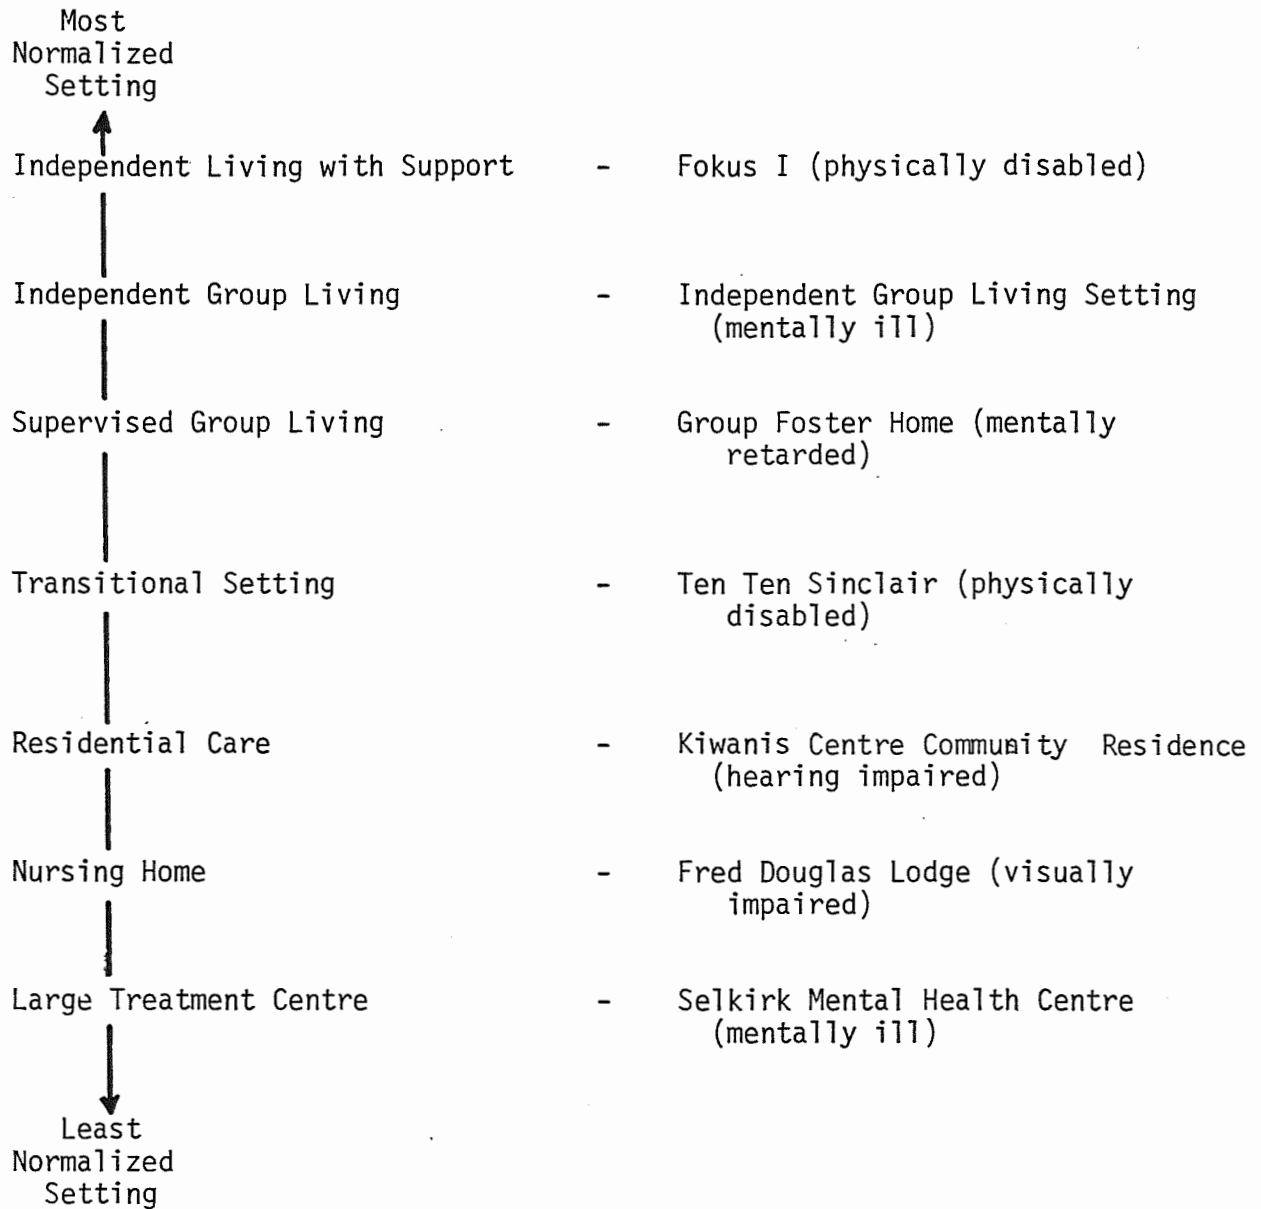 Most
Normalized
Setting
Independent Living with Support - Fokus I (physically disabled)
Independent Group Living - Independent Group Living Setting
(mentally ill)
Supervised Group Living - Group Foster Home (mentally
retarded)
Transitional Setting - Ten Ten Sinclair (physically
disabled)
Residential Care - Kiwanis Centre Community Residence
(hearing impaired)
Nursing Home - Fred Douglas Lodge (visually
impaired)
Large Treatment Centre - Selkirk Mental Health Centre
(mentally ill)
Least
Normalized
Setting